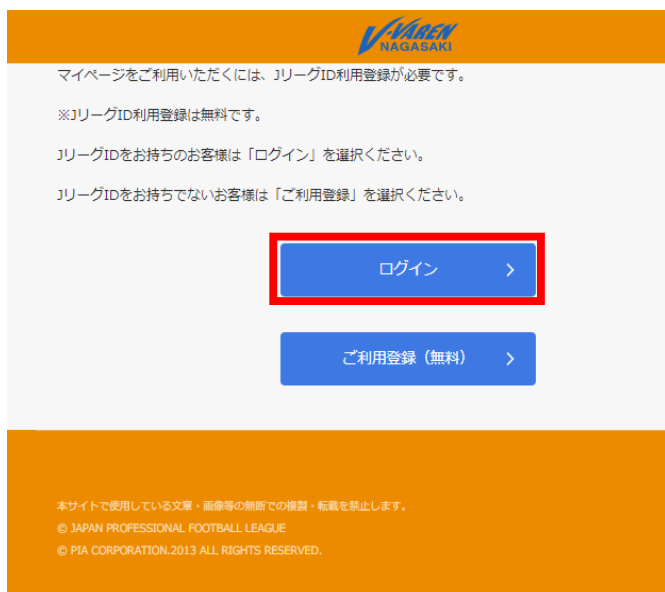 V-VAREN
NAGASAKI
マイページをご利用いただくには、JリーグID利用登録が必要です。
※JリーグID利用登録は無料です。
JリーグIDをお持ちのお客様は「ログイン」を選択ください。
JリーグIDをお持ちでないお客様は「ご利用登録」を選択ください。
ログイン
ご利用登録（無料）
本サイトで使用している文章・画像等の無断での複製・転載を禁止します。
© JAPAN PROFESSIONAL FOOTBALL LEAGUE
© PIA CORPORATION.2013 ALL RIGHTS RESERVED.